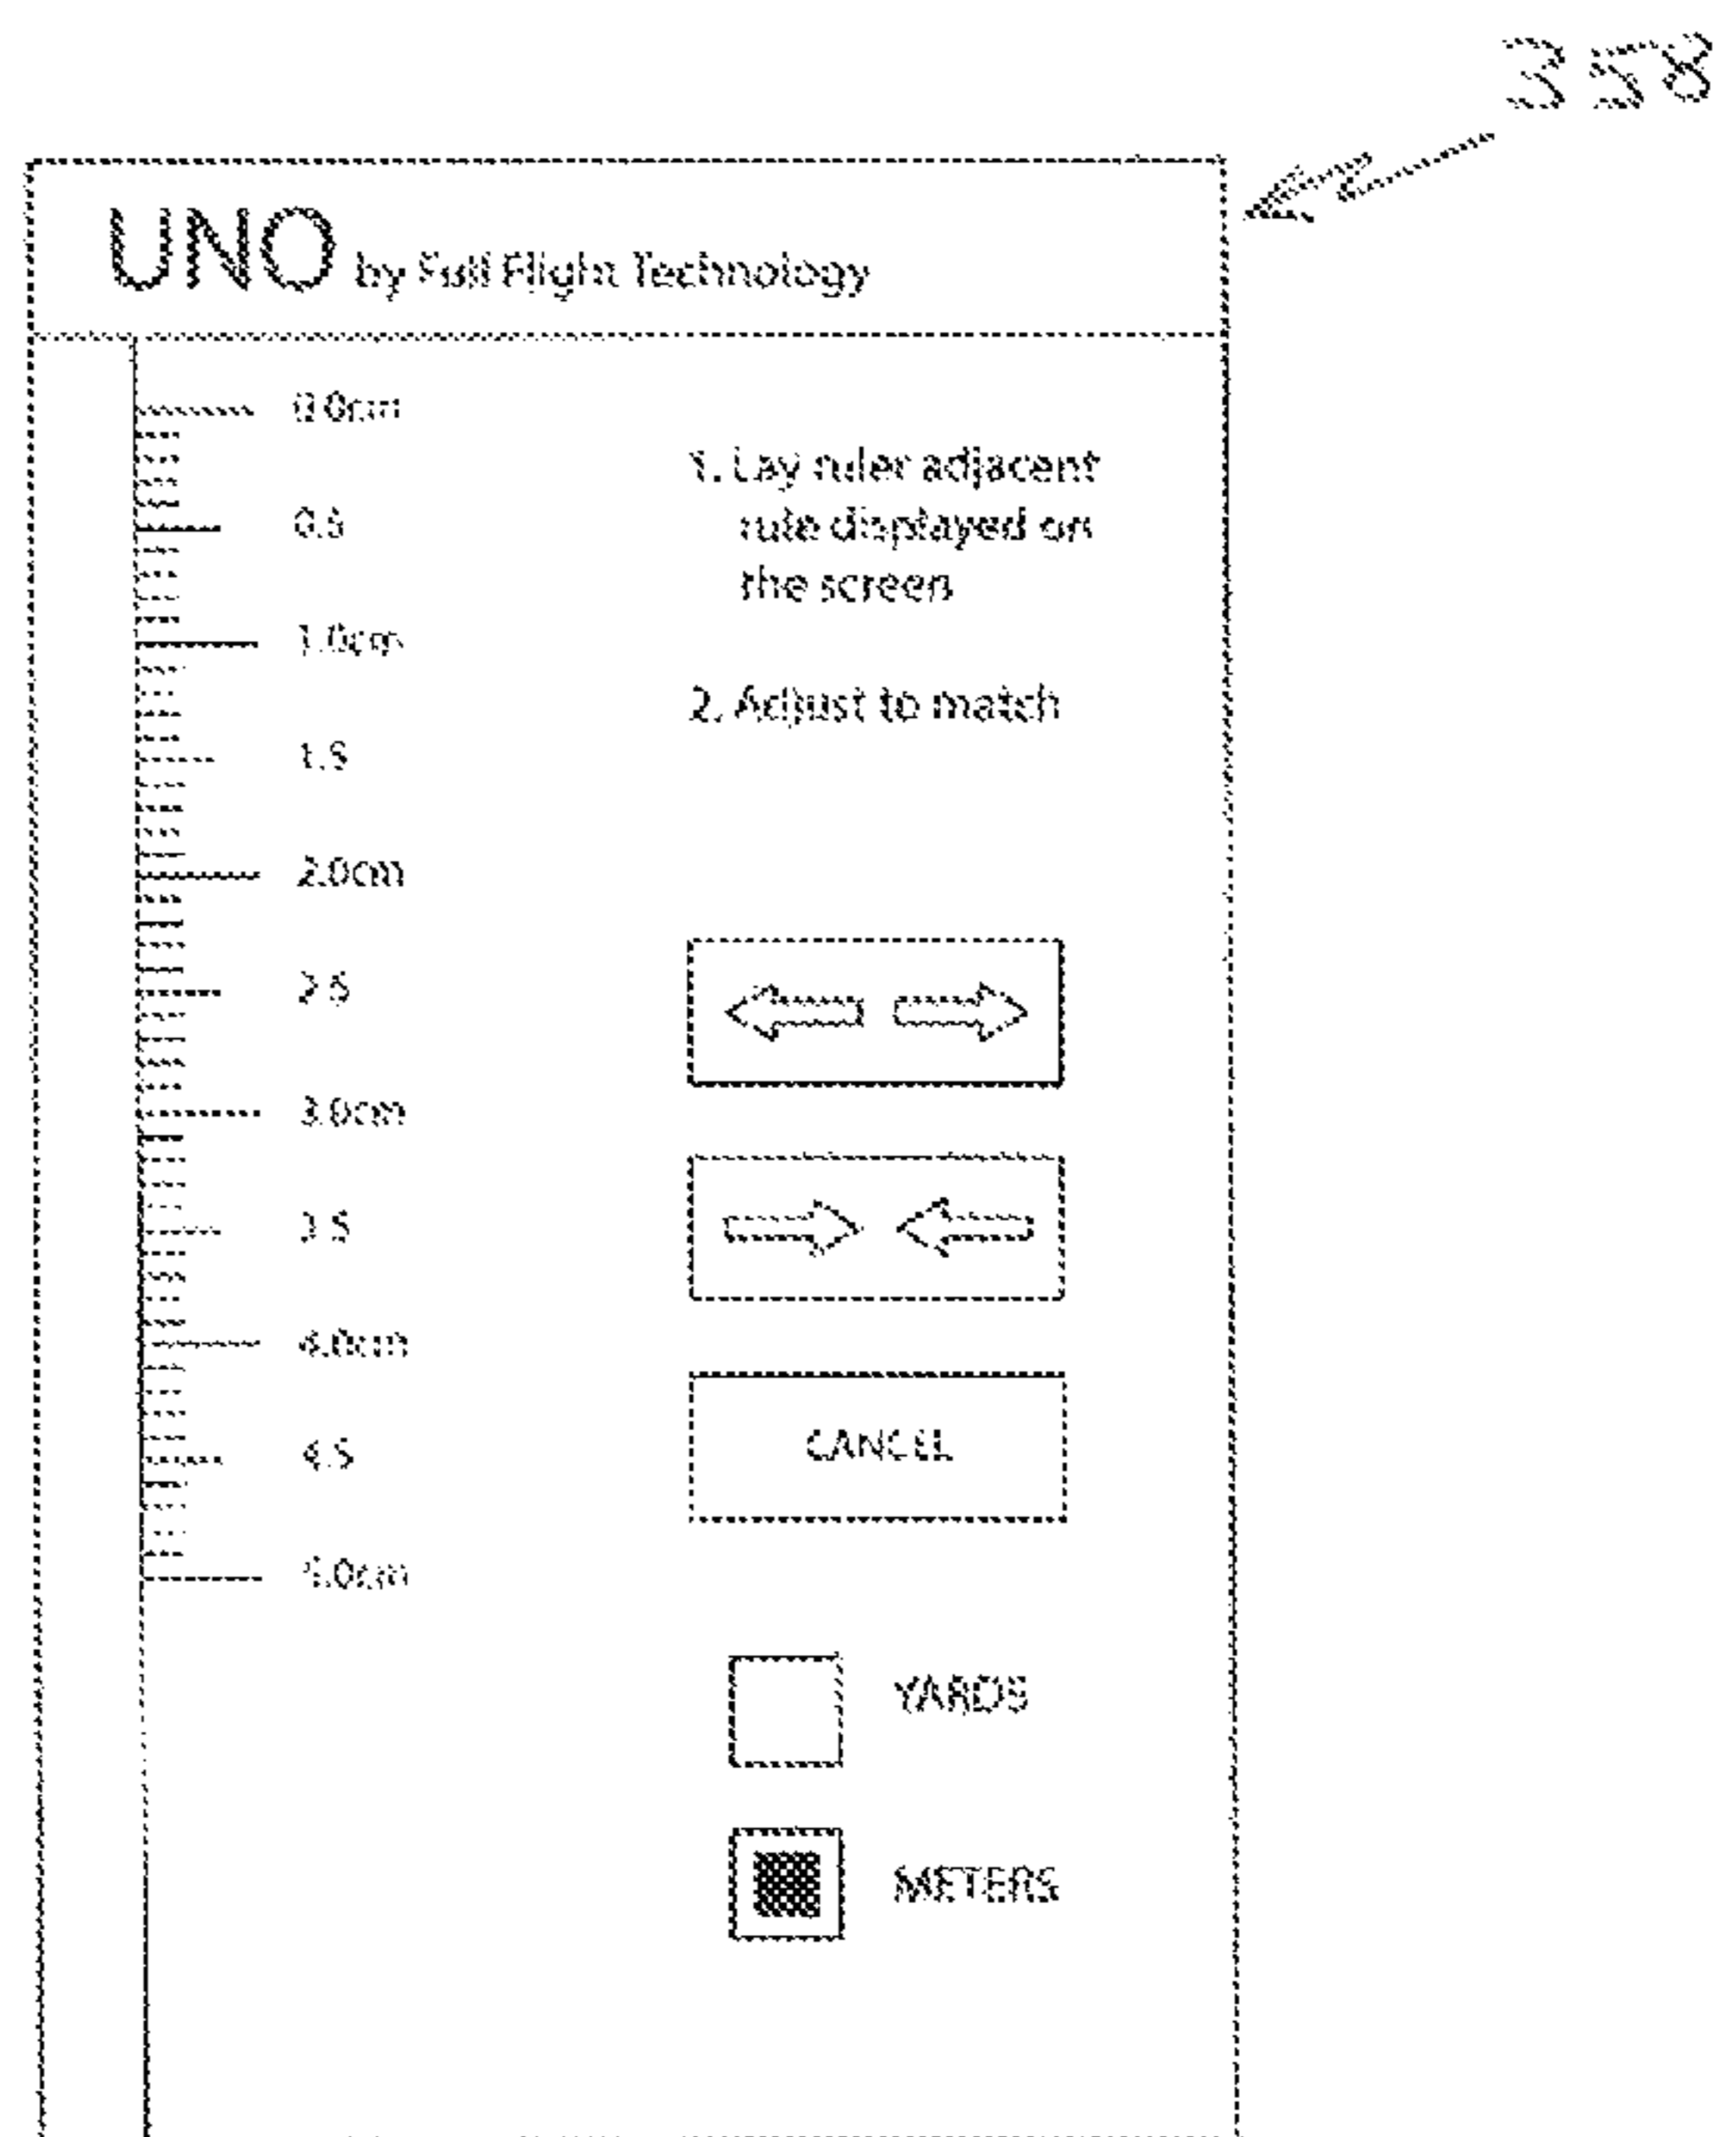 358
UNO by Full Flight Technology
0.0cm
0.5
1.0cm
1.5
2.0cm
2.5
3.0cm
3.5
4.0cm
4.5
5.0cm
1. Lay ruler adjacent
rule displayed on
the screen
2. Adjust to match
CANCEL
YARDS
METERS